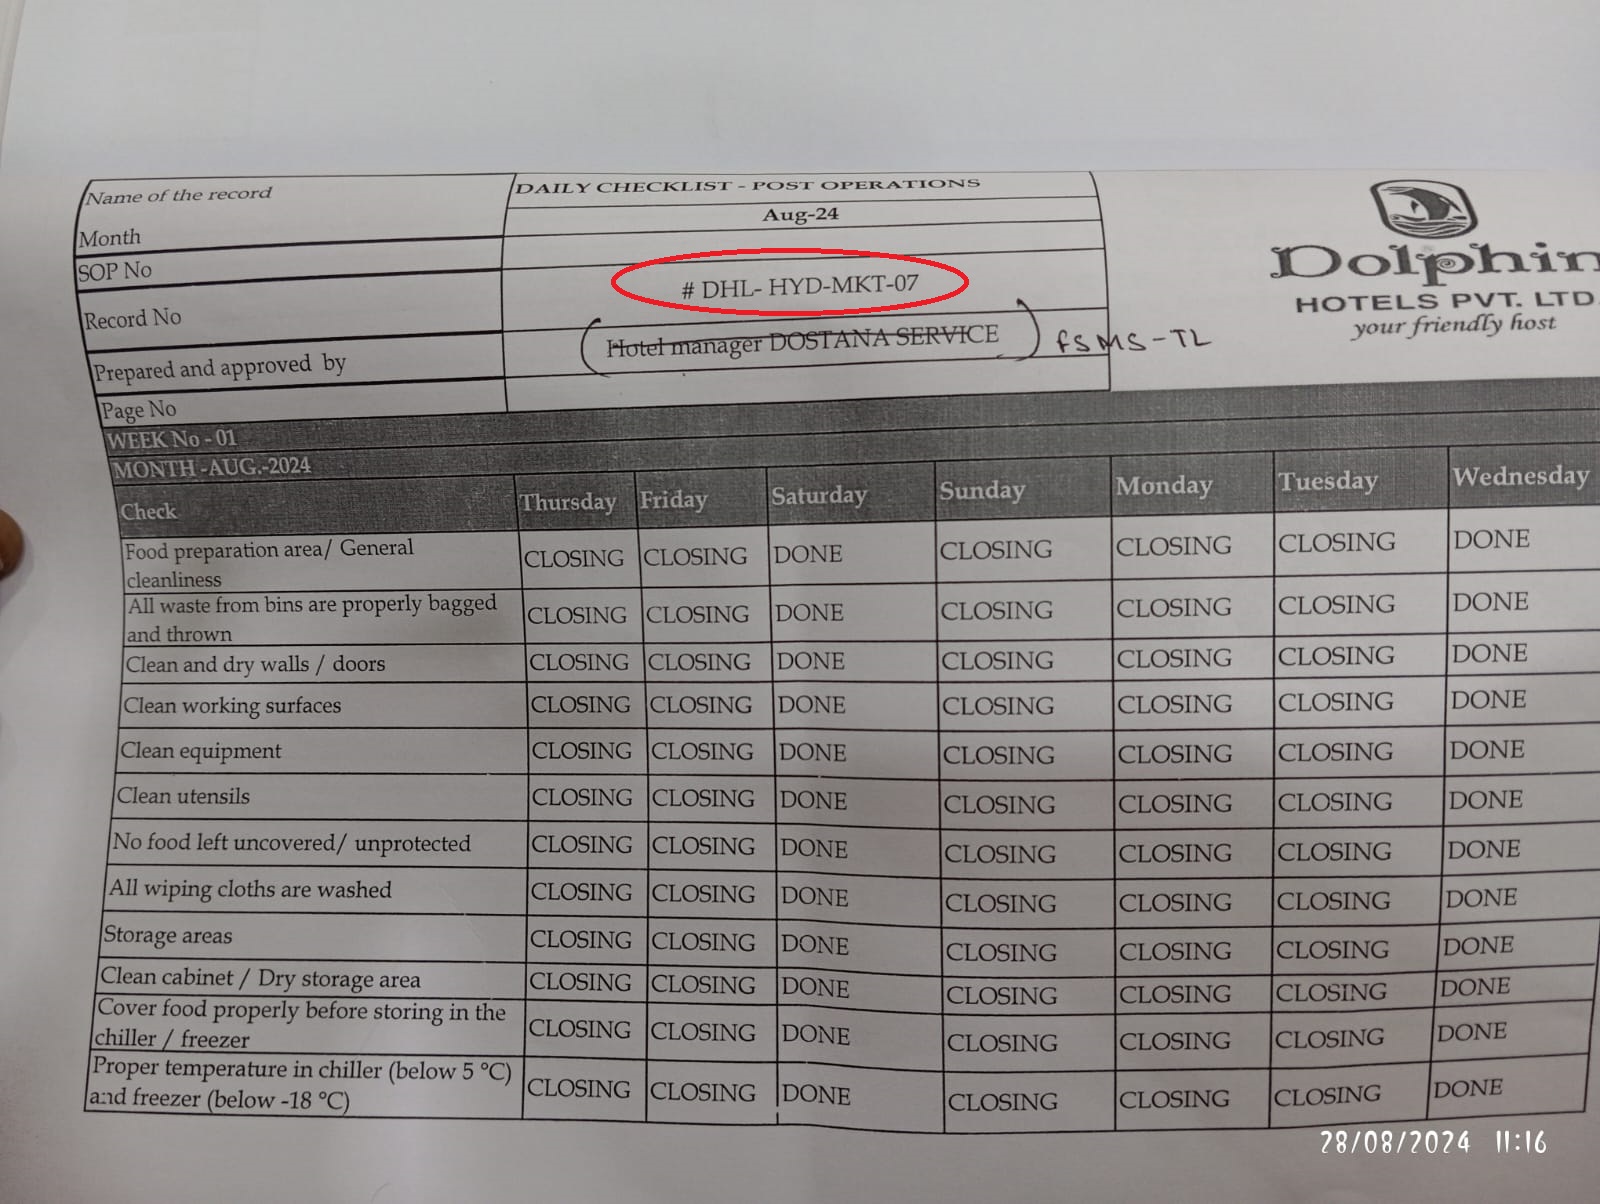 Name of the record DAILY CHECKLIST - POST OPERATIONS
Month Aug-24
SOP No
Record No # DHL- HYD-MKT-07
Prepared and approved by Hotel manager DOSTANA SERVICE fSMS-TL
Page No
Dolphin
HOTELS PVT. LTD.
your friendly host
WEEK No - 01
MONTH -AUG.-2024
Check Thursday Friday Saturday Sunday Monday Tuesday Wednesday
Food preparation area/ General
cleanliness CLOSING CLOSING DONE CLOSING CLOSING CLOSING DONE
All waste from bins are properly bagged
and thrown CLOSING CLOSING DONE CLOSING CLOSING CLOSING DONE
Clean and dry walls / doors CLOSING CLOSING DONE CLOSING CLOSING CLOSING DONE
Clean working surfaces CLOSING CLOSING DONE CLOSING CLOSING CLOSING DONE
Clean equipment CLOSING CLOSING DONE CLOSING CLOSING CLOSING DONE
Clean utensils CLOSING CLOSING DONE CLOSING CLOSING CLOSING DONE
No food left uncovered/ unprotected CLOSING CLOSING DONE CLOSING CLOSING CLOSING DONE
All wiping cloths are washed CLOSING CLOSING DONE CLOSING CLOSING CLOSING DONE
Storage areas CLOSING CLOSING DONE CLOSING CLOSING CLOSING DONE
Clean cabinet / Dry storage area CLOSING CLOSING DONE CLOSING CLOSING CLOSING DONE
Cover food properly before storing in the
chiller / freezer CLOSING CLOSING DONE CLOSING CLOSING CLOSING DONE
Proper temperature in chiller (below 5 °C)
and freezer (below -18 °C) CLOSING CLOSING DONE CLOSING CLOSING CLOSING DONE
28/08/2024 11:16